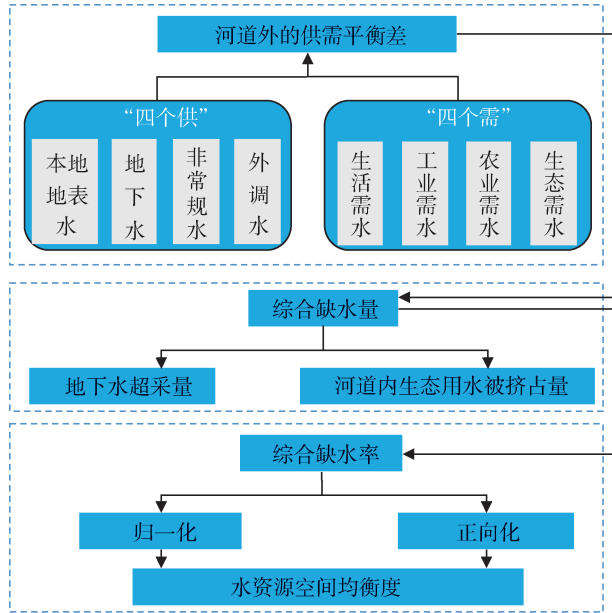 河道外的供需平衡差
“四个供”
本地地表水
地下水
非常规水
外调水
“四个需”
生活需水
工业需水
农业需水
生态需水
综合缺水量
地下水超采量
河道内生态用水被挤占量
综合缺水率
归一化
正向化
水资源空间均衡度